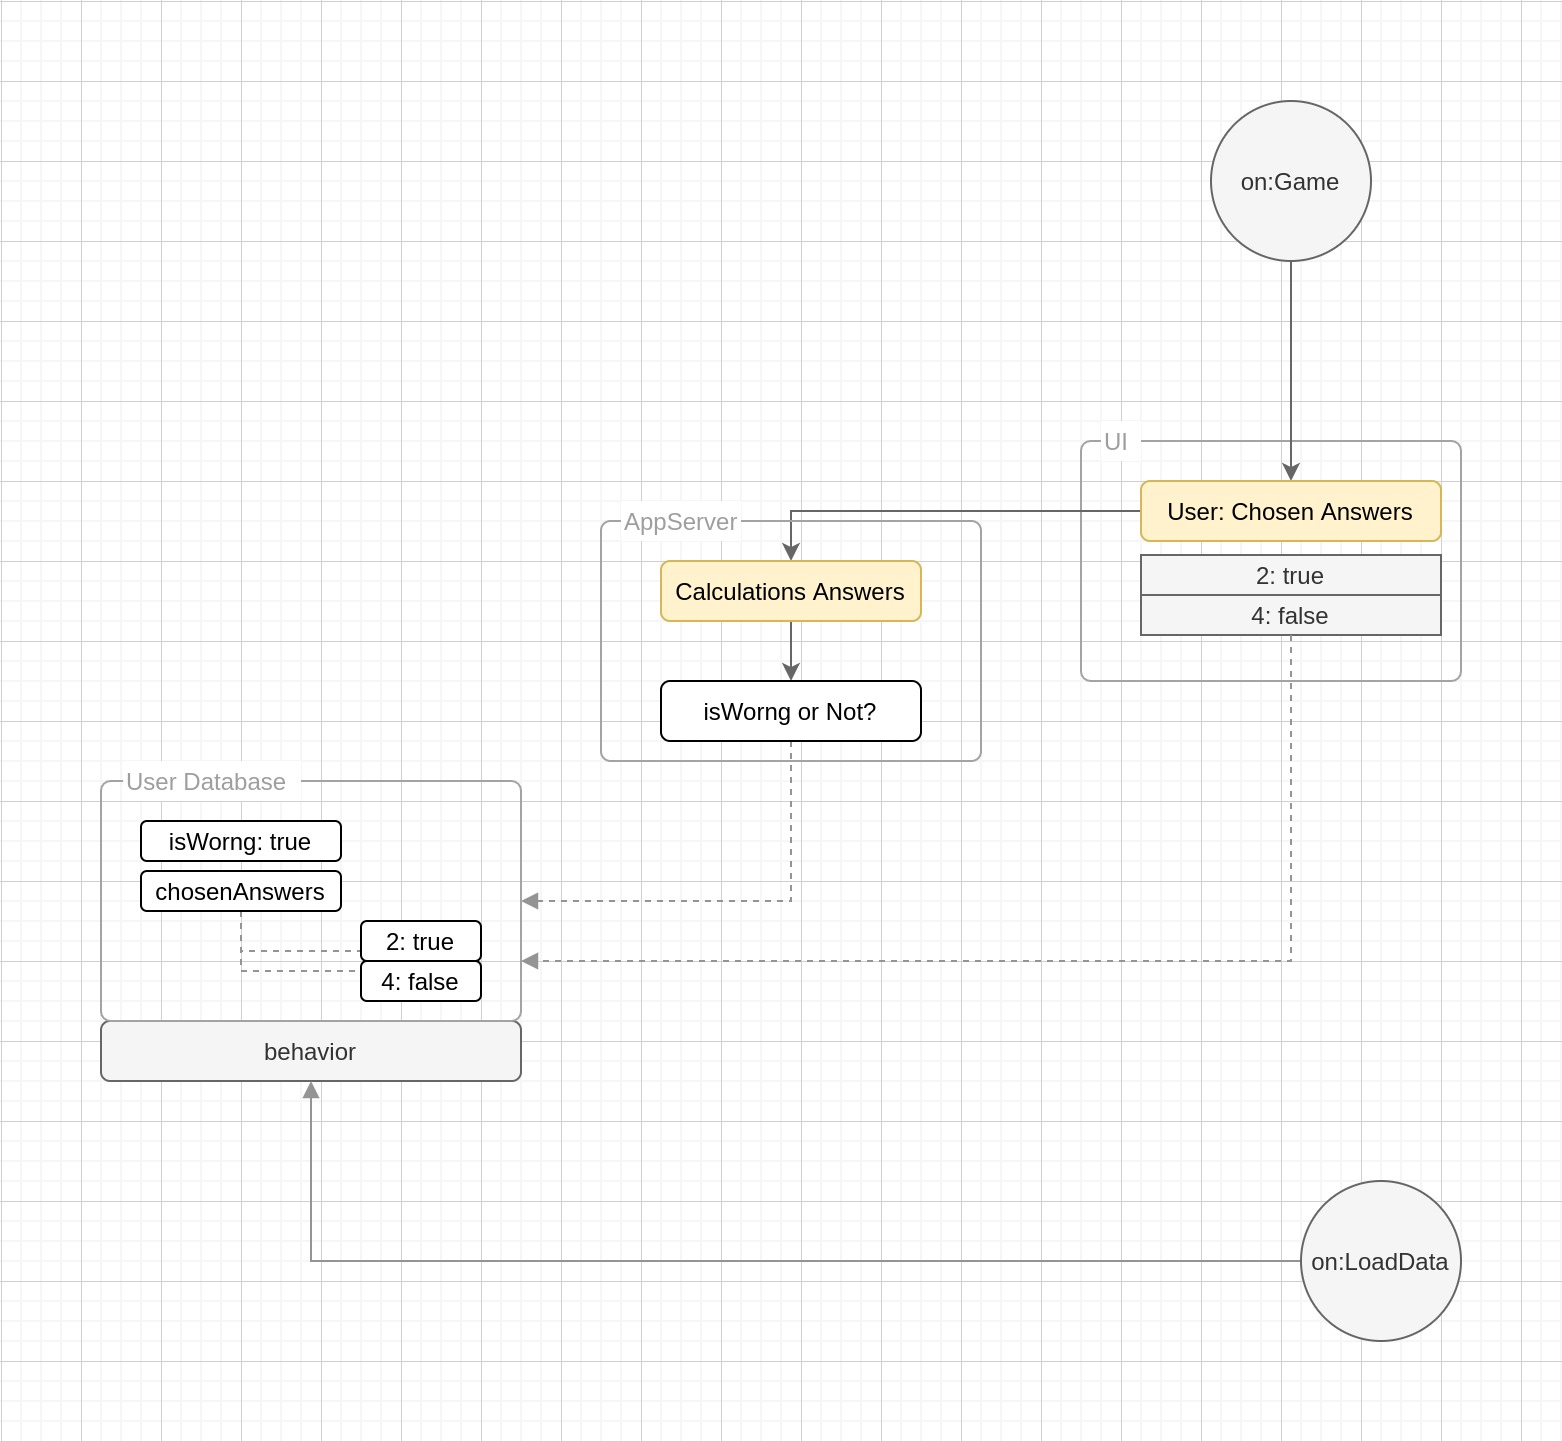 on:Game
UI
User: Chosen Answers
2: true
4: false
AppServer
Calculations Answers
isWorng or Not?
User Database
isWorng: true
chosenAnswers
2: true
4: false
behavior
on:LoadData